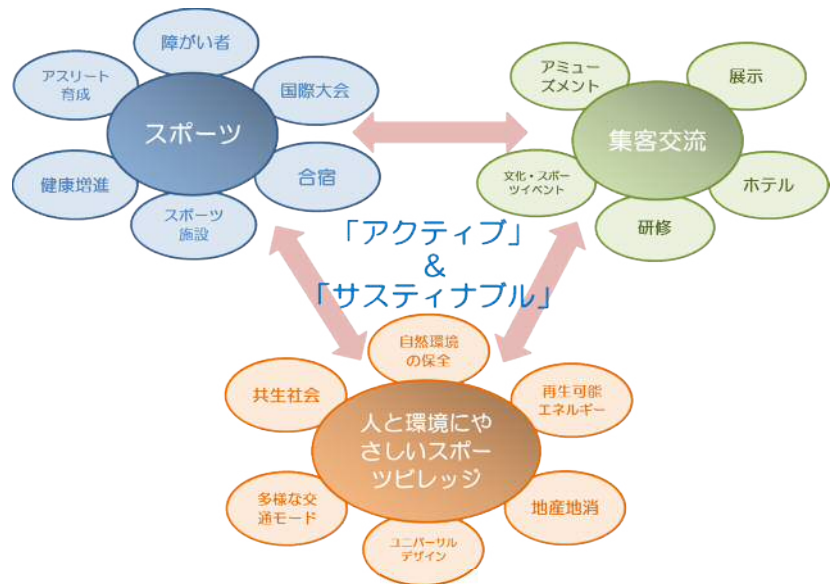 障がい者
アスリート
育成
国際大会
スポーツ
健康増進
合宿
スポーツ
施設
アミュー
ズメント
展示
集客交流
文化・スポー
ツイベント
ホテル
研修
「アクティブ」
&
「サスティナブル」
自然環境
の保全
共生社会
再生可能
エネルギー
人と環境にや
さしいスポー
ツビレッジ
多様な交
通モード
地産地消
ユニバーサル
デザイン